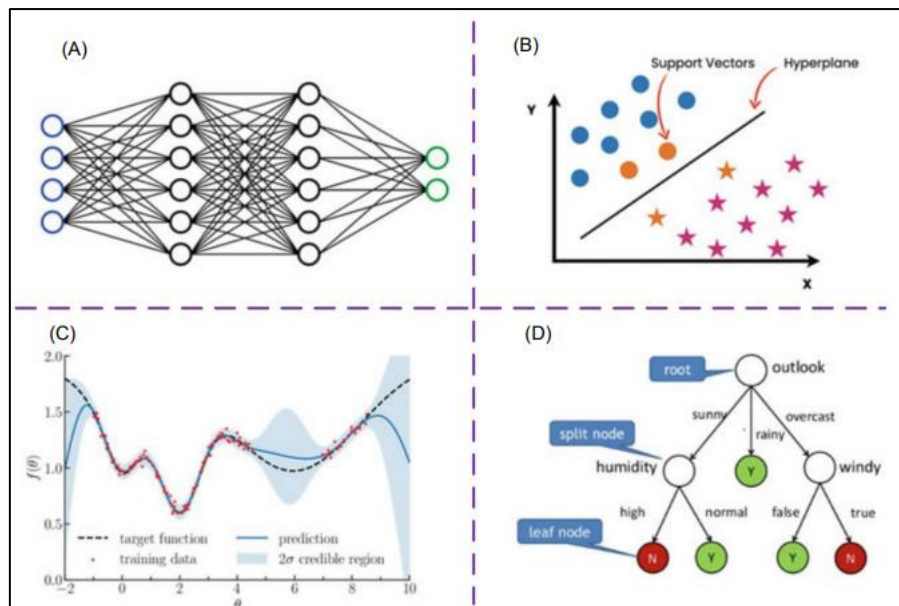 (A)
(B)
Support Vectors
Hyperplane
Y
X
(C)
2.0
1.5
1.0
0.5
0.0
f(θ)
target function
prediction
training data
2σ credible region
−2 0 2 4 6 8 10
θ
(D)
root
outlook
sunny
rainy
overcast
split node
humidity
Y
windy
high
normal
false
true
leaf node
N
Y
Y
N